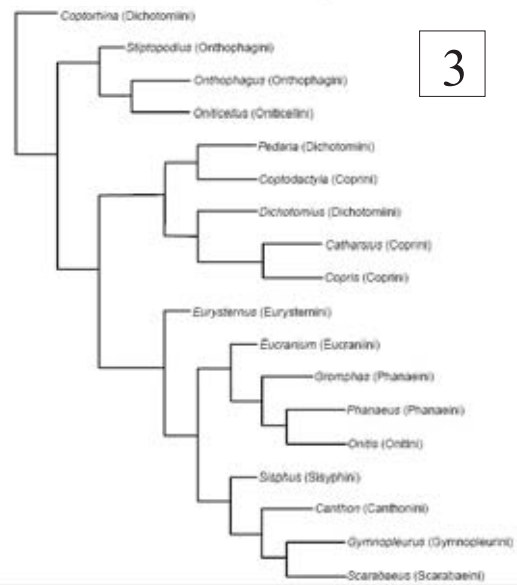 Coptorhina (Dichotomiini)
Stiptopodius (Onthophagini)
3
Onthophagus (Onthophagini)
Oniticellus (Oniticellini)
Pedaria (Dichotomiini)
Coptodactyla (Coprini)
Dichotomius (Dichotomiini)
Catharsius (Coprini)
Copris (Coprini)
Eurysternus (Eurysternini)
Eucranium (Eucraniini)
Gromphas (Phanaeini)
Phanaeus (Phanaeini)
Onitis (Onitini)
Sisphus (Sisyphini)
Canthon (Canthonini)
Gymnopleurus (Gymnopleurini)
Scarabaeus (Scarabaeini)